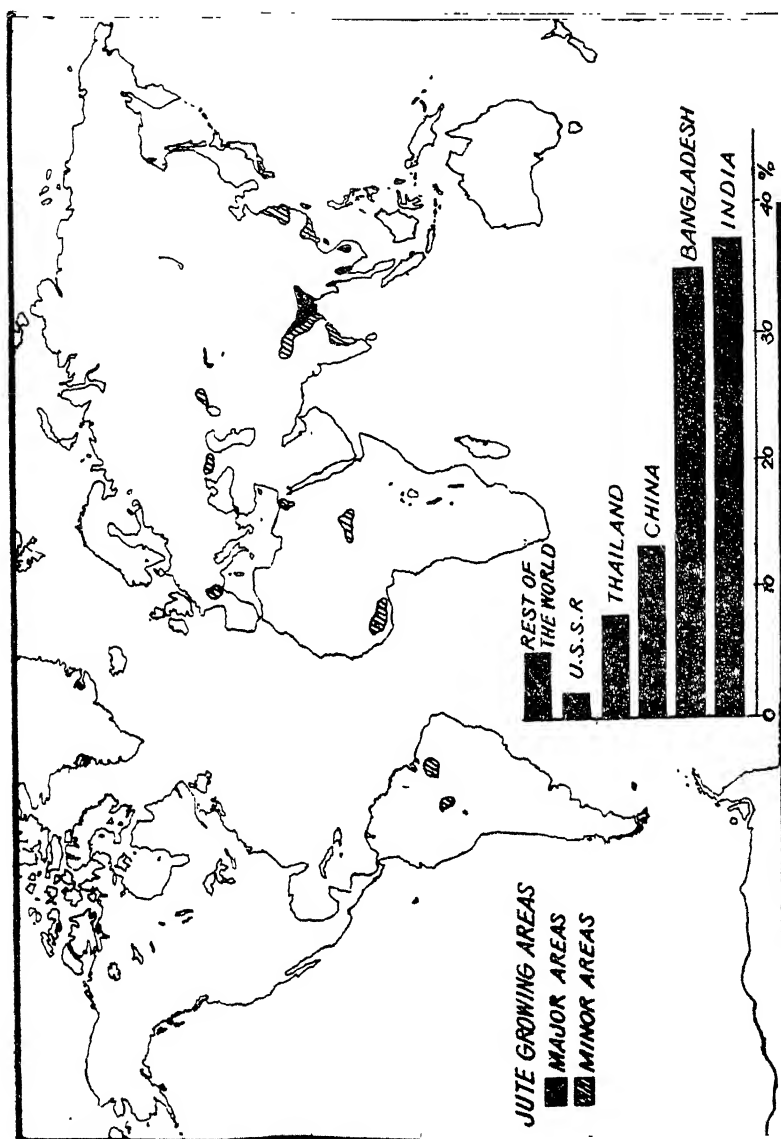 JUTE GROWING AREAS
MAJOR AREAS
MINOR AREAS
REST OF
THE WORLD
U.S.S.R
THAILAND
CHINA
BANGLADESH
INDIA
0 10 20 30 40 %